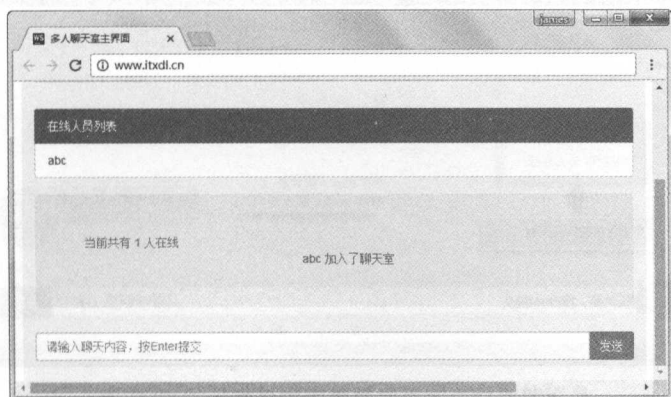 james
多人聊天室主界面
www.itxdl.cn
在线人员列表
abc
当前共有 1 人在线
abc 加入了聊天室
请输入聊天内容，按Enter提交
发送